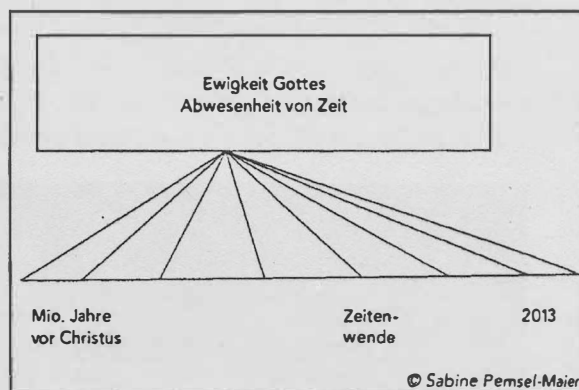 Ewigkeit Gottes
Abwesenheit von Zeit
Mio. Jahre
vor Christus
Zeiten-
wende
2013
© Sabine Pemsel-Maier